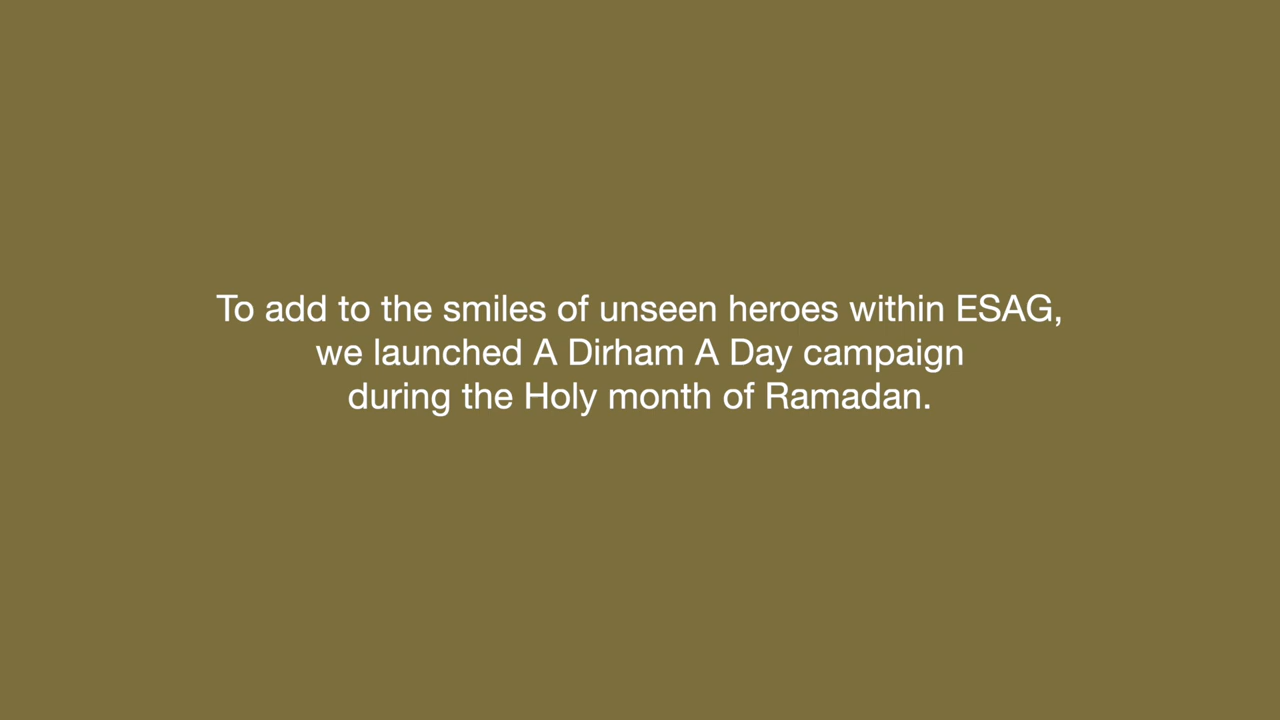 To add to the smiles of unseen heroes within ESAG,
we launched A Dirham A Day campaign
during the Holy month of Ramadan.